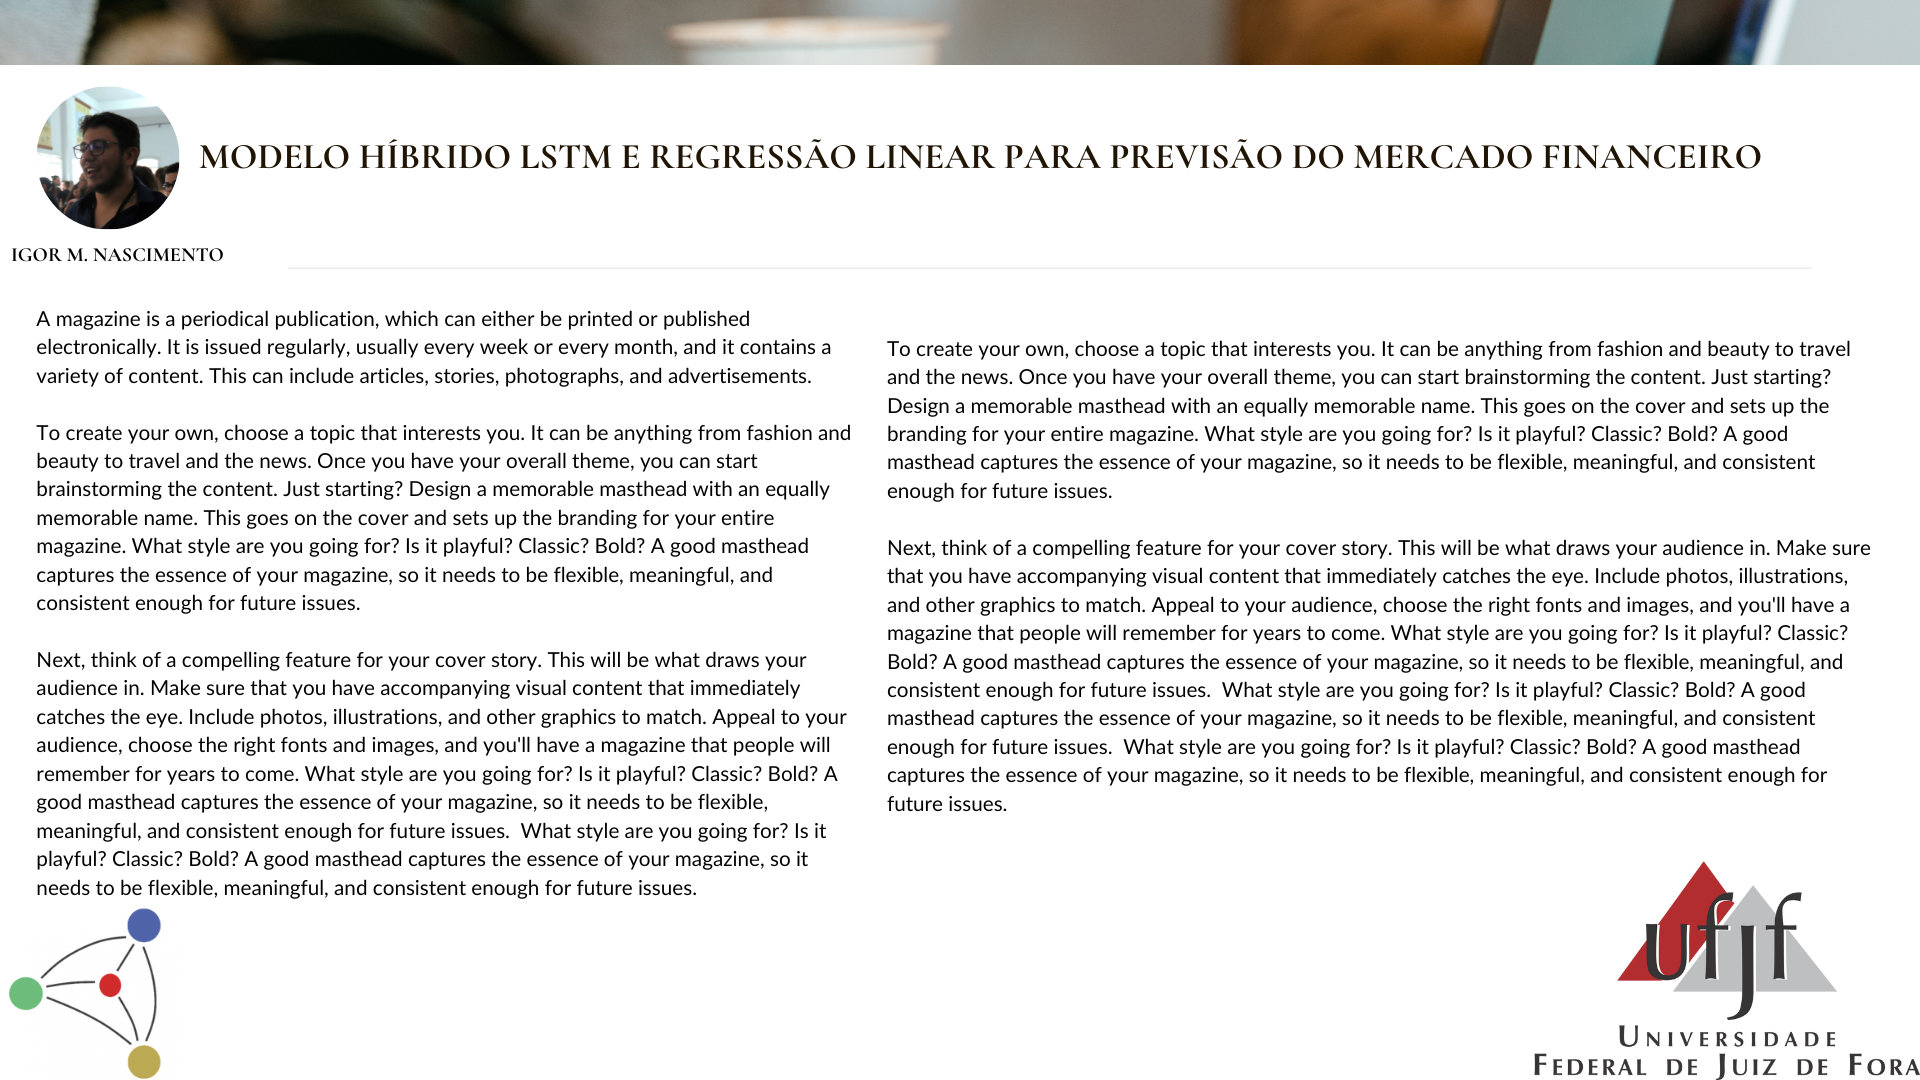 MODELO HÍBRIDO LSTM E REGRESSÃO LINEAR PARA PREVISÃO DO MERCADO FINANCEIRO
IGOR M. NASCIMENTO
A magazine is a periodical publication, which can either be printed or published
electronically. It is issued regularly, usually every week or every month, and it contains a
variety of content. This can include articles, stories, photographs, and advertisements.
To create your own, choose a topic that interests you. It can be anything from fashion and
beauty to travel and the news. Once you have your overall theme, you can start
brainstorming the content. Just starting? Design a memorable masthead with an equally
memorable name. This goes on the cover and sets up the branding for your entire
magazine. What style are you going for? Is it playful? Classic? Bold? A good masthead
captures the essence of your magazine, so it needs to be flexible, meaningful, and
consistent enough for future issues.
Next, think of a compelling feature for your cover story. This will be what draws your
audience in. Make sure that you have accompanying visual content that immediately
catches the eye. Include photos, illustrations, and other graphics to match. Appeal to your
audience, choose the right fonts and images, and you'll have a magazine that people will
remember for years to come. What style are you going for? Is it playful? Classic? Bold? A
good masthead captures the essence of your magazine, so it needs to be flexible,
meaningful, and consistent enough for future issues.  What style are you going for? Is it
playful? Classic? Bold? A good masthead captures the essence of your magazine, so it
needs to be flexible, meaningful, and consistent enough for future issues.
To create your own, choose a topic that interests you. It can be anything from fashion and beauty to travel
and the news. Once you have your overall theme, you can start brainstorming the content. Just starting?
Design a memorable masthead with an equally memorable name. This goes on the cover and sets up the
branding for your entire magazine. What style are you going for? Is it playful? Classic? Bold? A good
masthead captures the essence of your magazine, so it needs to be flexible, meaningful, and consistent
enough for future issues.
Next, think of a compelling feature for your cover story. This will be what draws your audience in. Make sure
that you have accompanying visual content that immediately catches the eye. Include photos, illustrations,
and other graphics to match. Appeal to your audience, choose the right fonts and images, and you'll have a
magazine that people will remember for years to come. What style are you going for? Is it playful? Classic?
Bold? A good masthead captures the essence of your magazine, so it needs to be flexible, meaningful, and
consistent enough for future issues.  What style are you going for? Is it playful? Classic? Bold? A good
masthead captures the essence of your magazine, so it needs to be flexible, meaningful, and consistent
enough for future issues.  What style are you going for? Is it playful? Classic? Bold? A good masthead
captures the essence of your magazine, so it needs to be flexible, meaningful, and consistent enough for
future issues.
ufjf
UNIVERSIDADE
FEDERAL DE JUIZ DE FORA